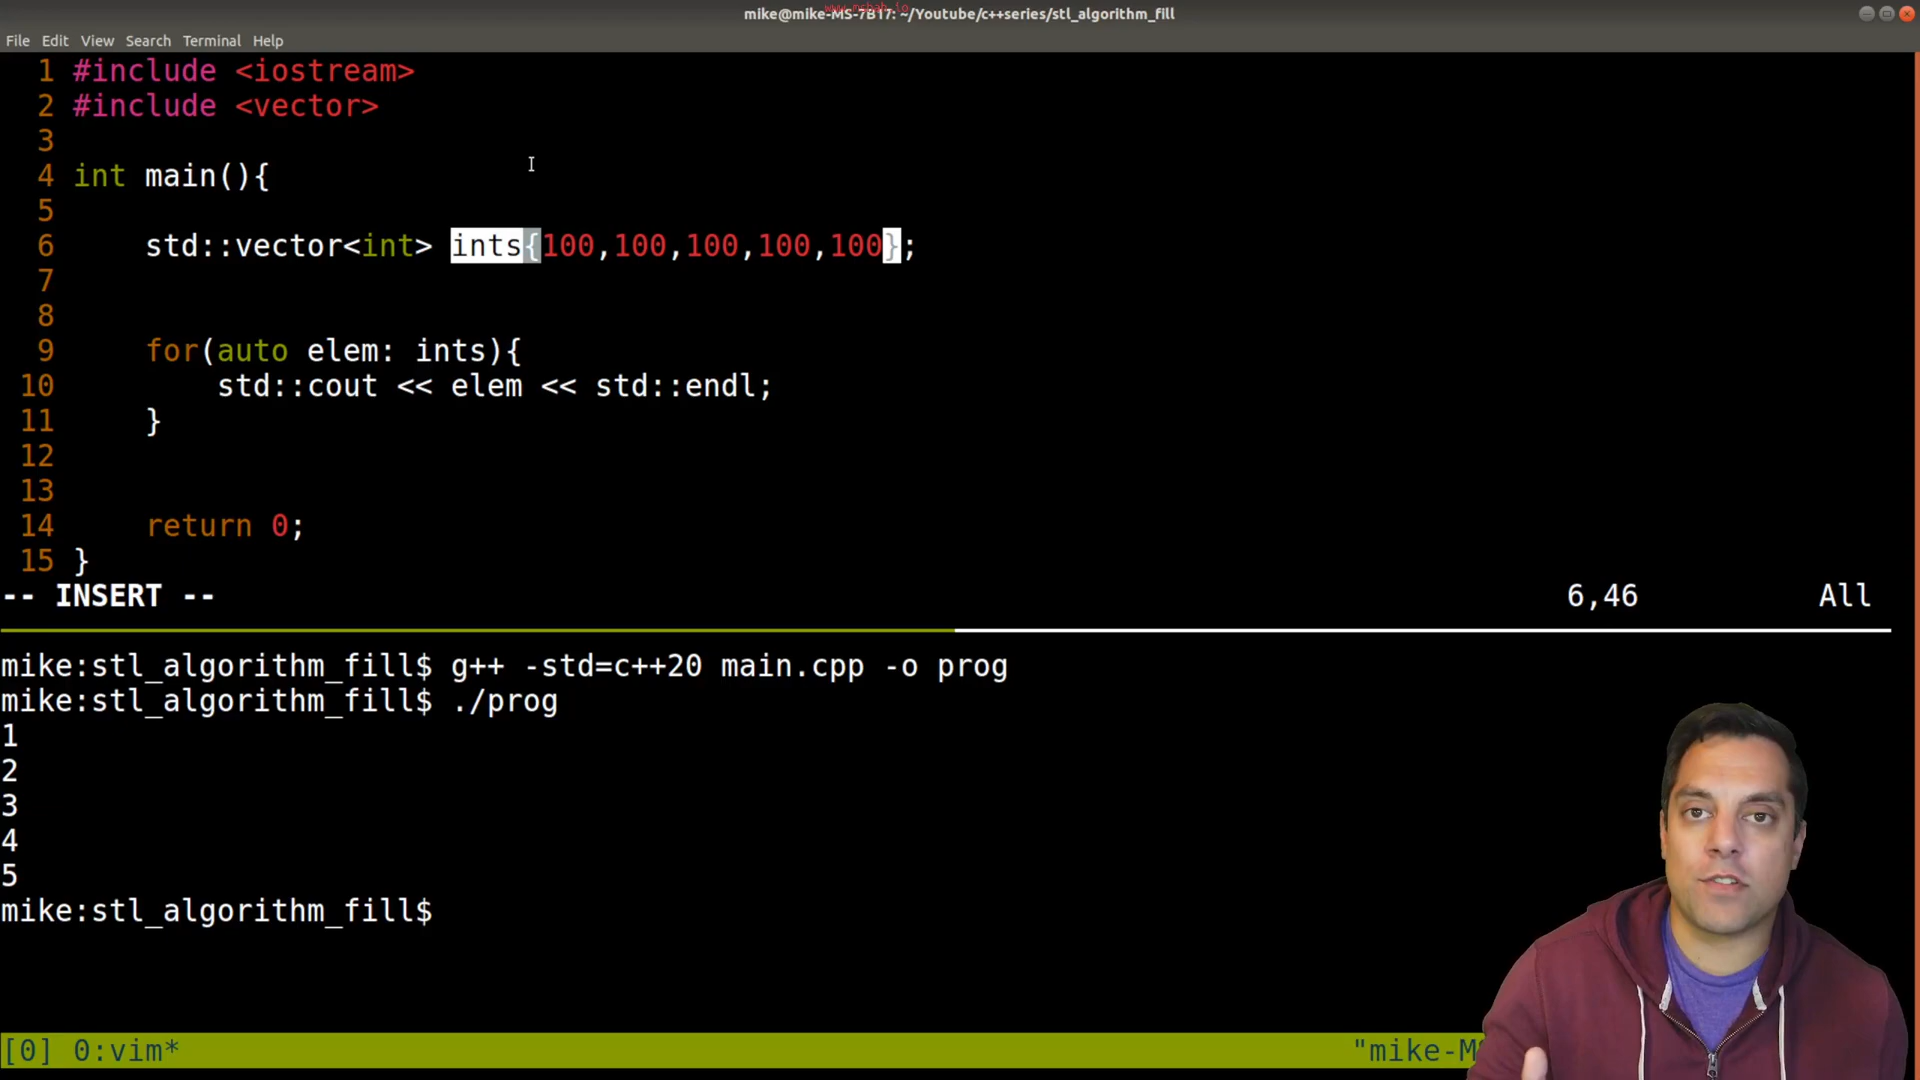 www.msbah.io
mike@mike-MS-7B17: ~/Youtube/c++series/stl_algorithm_fill
File Edit View Search Terminal Help
1 #include <iostream>
2 #include <vector>
3
4 int main(){
5
6 std::vector<int> ints{100,100,100,100,100};
7
8
9 for(auto elem: ints){
10 std::cout << elem << std::endl;
11 }
12
13
14 return 0;
15 }
-- INSERT -- 6,46 All
mike:stl_algorithm_fill$ g++ -std=c++20 main.cpp -o prog
mike:stl_algorithm_fill$ ./prog
1
2
3
4
5
mike:stl_algorithm_fill$
[0] 0:vim* "mike-MS